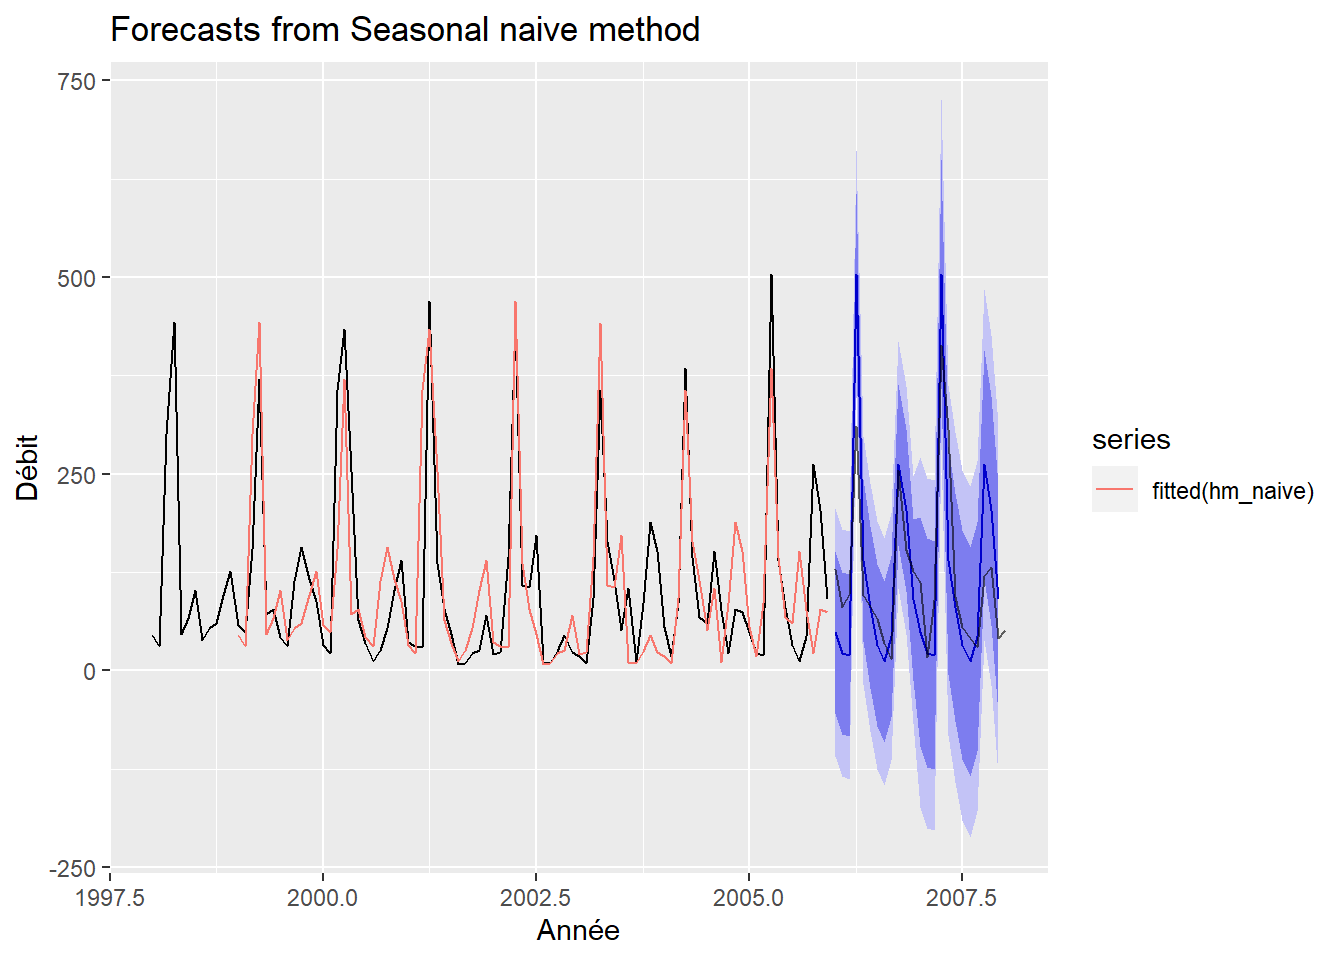 Forecasts from Seasonal naive method
750
500
250
0
-250
Débit
1997.5
2000.0
2002.5
2005.0
2007.5
Année
series
fitted(hm_naive)